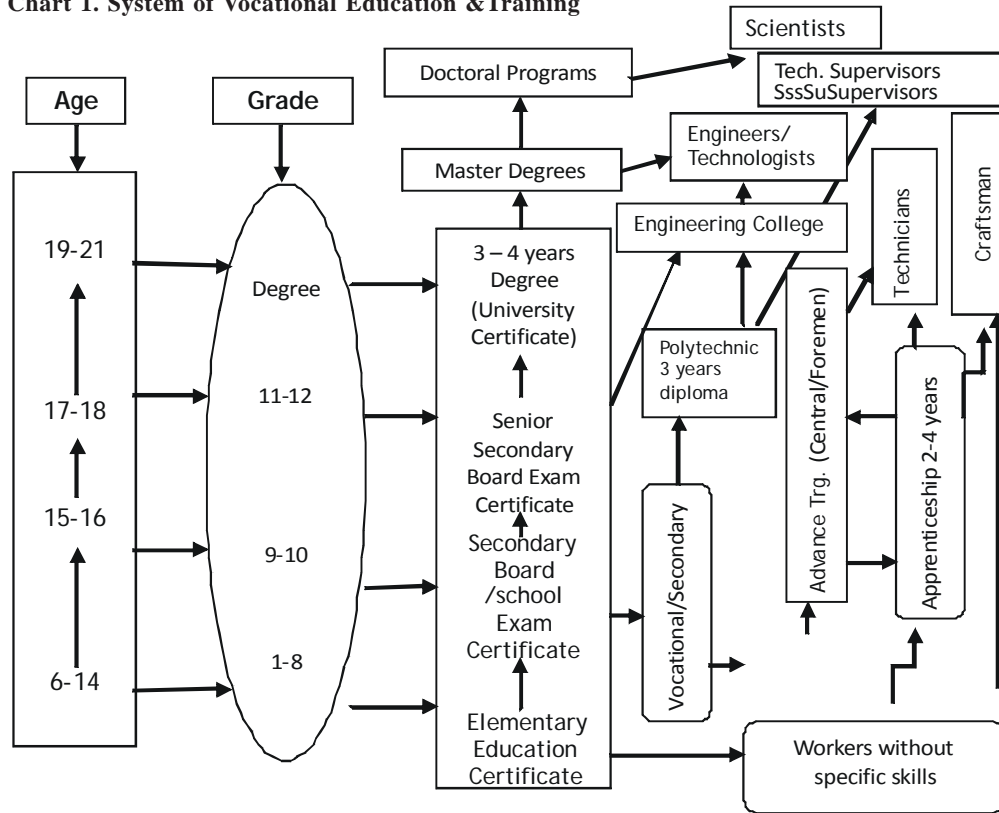 Chart 1. System of Vocational Education &Training
Scientists
Doctoral Programs
Tech. Supervisors
SssSuSupervisors
Age
Grade
Engineers/
Technologists
Master Degrees
Engineering College
Technicians
Craftsman
19-21
17-18
15-16
6-14
Degree
11-12
9-10
1-8
3 – 4 years
Degree
(University
Certificate)
Senior
Secondary
Board Exam
Certificate
Secondary
Board
/school
Exam
Certificate
Elementary
Education
Certificate
Polytechnic
3 years
diploma
Vocational/Secondary
Advance Trg. (Central/Foremen)
Apprenticeship 2-4 years
Workers without
specific skills